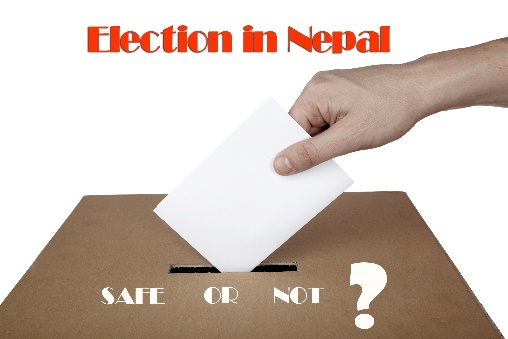 Election in Nepal
SAFE OR NOT ?